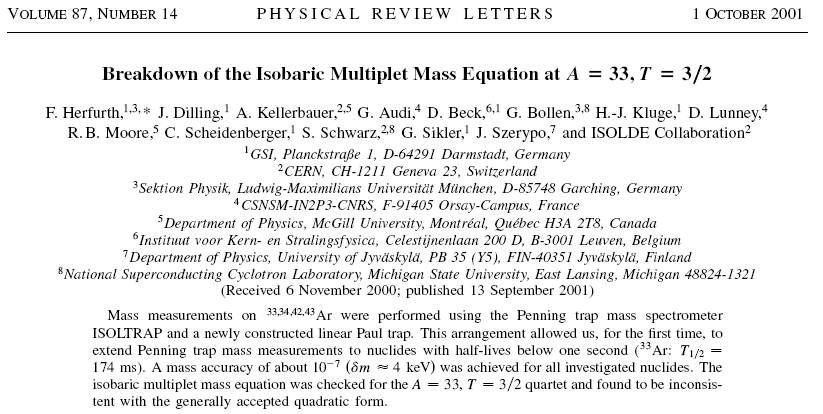 VOLUME 87, NUMBER 14 PHYSICAL REVIEW LETTERS 1 OCTOBER 2001
Breakdown of the Isobaric Multiplet Mass Equation at A = 33, T = 3/2
F. Herfurth,¹,³,* J. Dilling,¹ A. Kellerbauer,²,⁵ G. Audi,⁴ D. Beck,⁶,¹ G. Bollen,³,⁸ H.-J. Kluge,¹ D. Lunney,⁴
R. B. Moore,⁵ C. Scheidenberger,¹ S. Schwarz,²,⁸ G. Sikler,¹ J. Szerypo,⁷ and ISOLDE Collaboration²
¹GSI, Planckstraße 1, D-64291 Darmstadt, Germany
²CERN, CH-1211 Geneva 23, Switzerland
³Sektion Physik, Ludwig-Maximilians Universität München, D-85748 Garching, Germany
⁴CSNSM-IN2P3-CNRS, F-91405 Orsay-Campus, France
⁵Department of Physics, McGill University, Montréal, Québec H3A 2T8, Canada
⁶Instituut voor Kern- en Stralingsfysica, Celestijnenlaan 200 D, B-3001 Leuven, Belgium
⁷Department of Physics, University of Jyväskylä, PB 35 (Y5), FIN-40351 Jyväskylä, Finland
⁸National Superconducting Cyclotron Laboratory, Michigan State University, East Lansing, Michigan 48824-1321
(Received 6 November 2000; published 13 September 2001)
Mass measurements on ³³,³⁴,⁴²,⁴³Ar were performed using the Penning trap mass spectrometer
ISOLTRAP and a newly constructed linear Paul trap. This arrangement allowed us, for the first time, to
extend Penning trap mass measurements to nuclides with half-lives below one second (³³Ar: T₁/₂ =
174 ms). A mass accuracy of about 10⁻⁷ (δm ≈ 4 keV) was achieved for all investigated nuclides. The
isobaric multiplet mass equation was checked for the A = 33, T = 3/2 quartet and found to be inconsis-
tent with the generally accepted quadratic form.